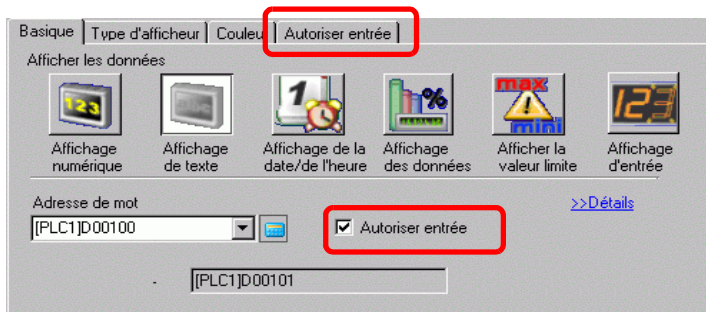 Basique Type d'afficheur Couleu Autoriser entrée
Afficher les données
123 abc 1 % max mini 123
Affichage numérique Affichage de texte Affichage de la date/de l'heure Affichage des données Afficher la valeur limite Affichage d'entrée
Adresse de mot >>Détails
[PLC1]D00100 Autoriser entrée
- [PLC1]D00101